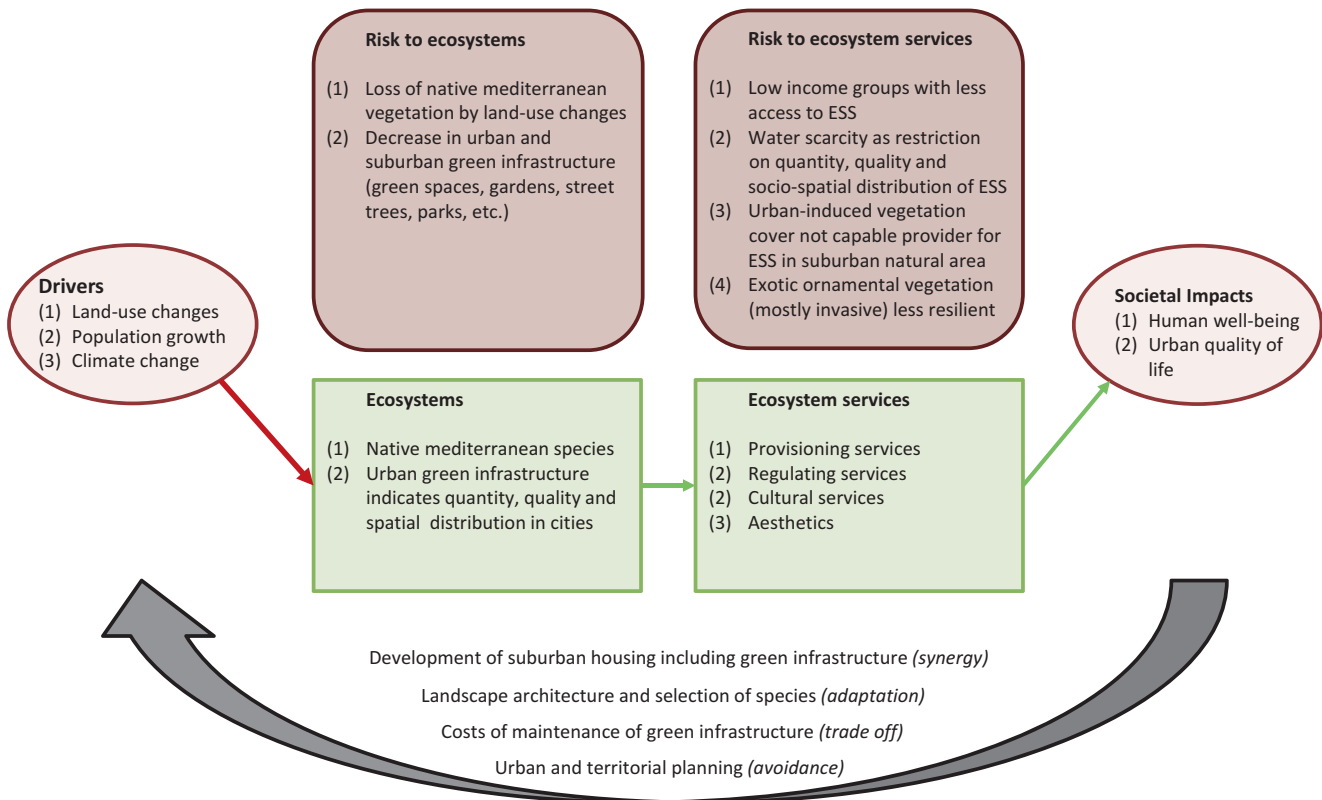 Risk to ecosystems
(1) Loss of native mediterranean
vegetation by land-use changes
(2) Decrease in urban and
suburban green infrastructure
(green spaces, gardens, street
trees, parks, etc.)
Risk to ecosystem services
(1) Low income groups with less
access to ESS
(2) Water scarcity as restriction
on quantity, quality and
socio-spatial distribution of ESS
(3) Urban-induced vegetation
cover not capable provider for
ESS in suburban natural area
(4) Exotic ornamental vegetation
(mostly invasive) less resilient
Drivers
(1) Land-use changes
(2) Population growth
(3) Climate change
Societal Impacts
(1) Human well-being
(2) Urban quality of
life
Ecosystems
(1) Native mediterranean species
(2) Urban green infrastructure
indicates quantity, quality and
spatial distribution in cities
Ecosystem services
(1) Provisioning services
(2) Regulating services
(2) Cultural services
(3) Aesthetics
Development of suburban housing including green infrastructure (synergy)
Landscape architecture and selection of species (adaptation)
Costs of maintenance of green infrastructure (trade off)
Urban and territorial planning (avoidance)